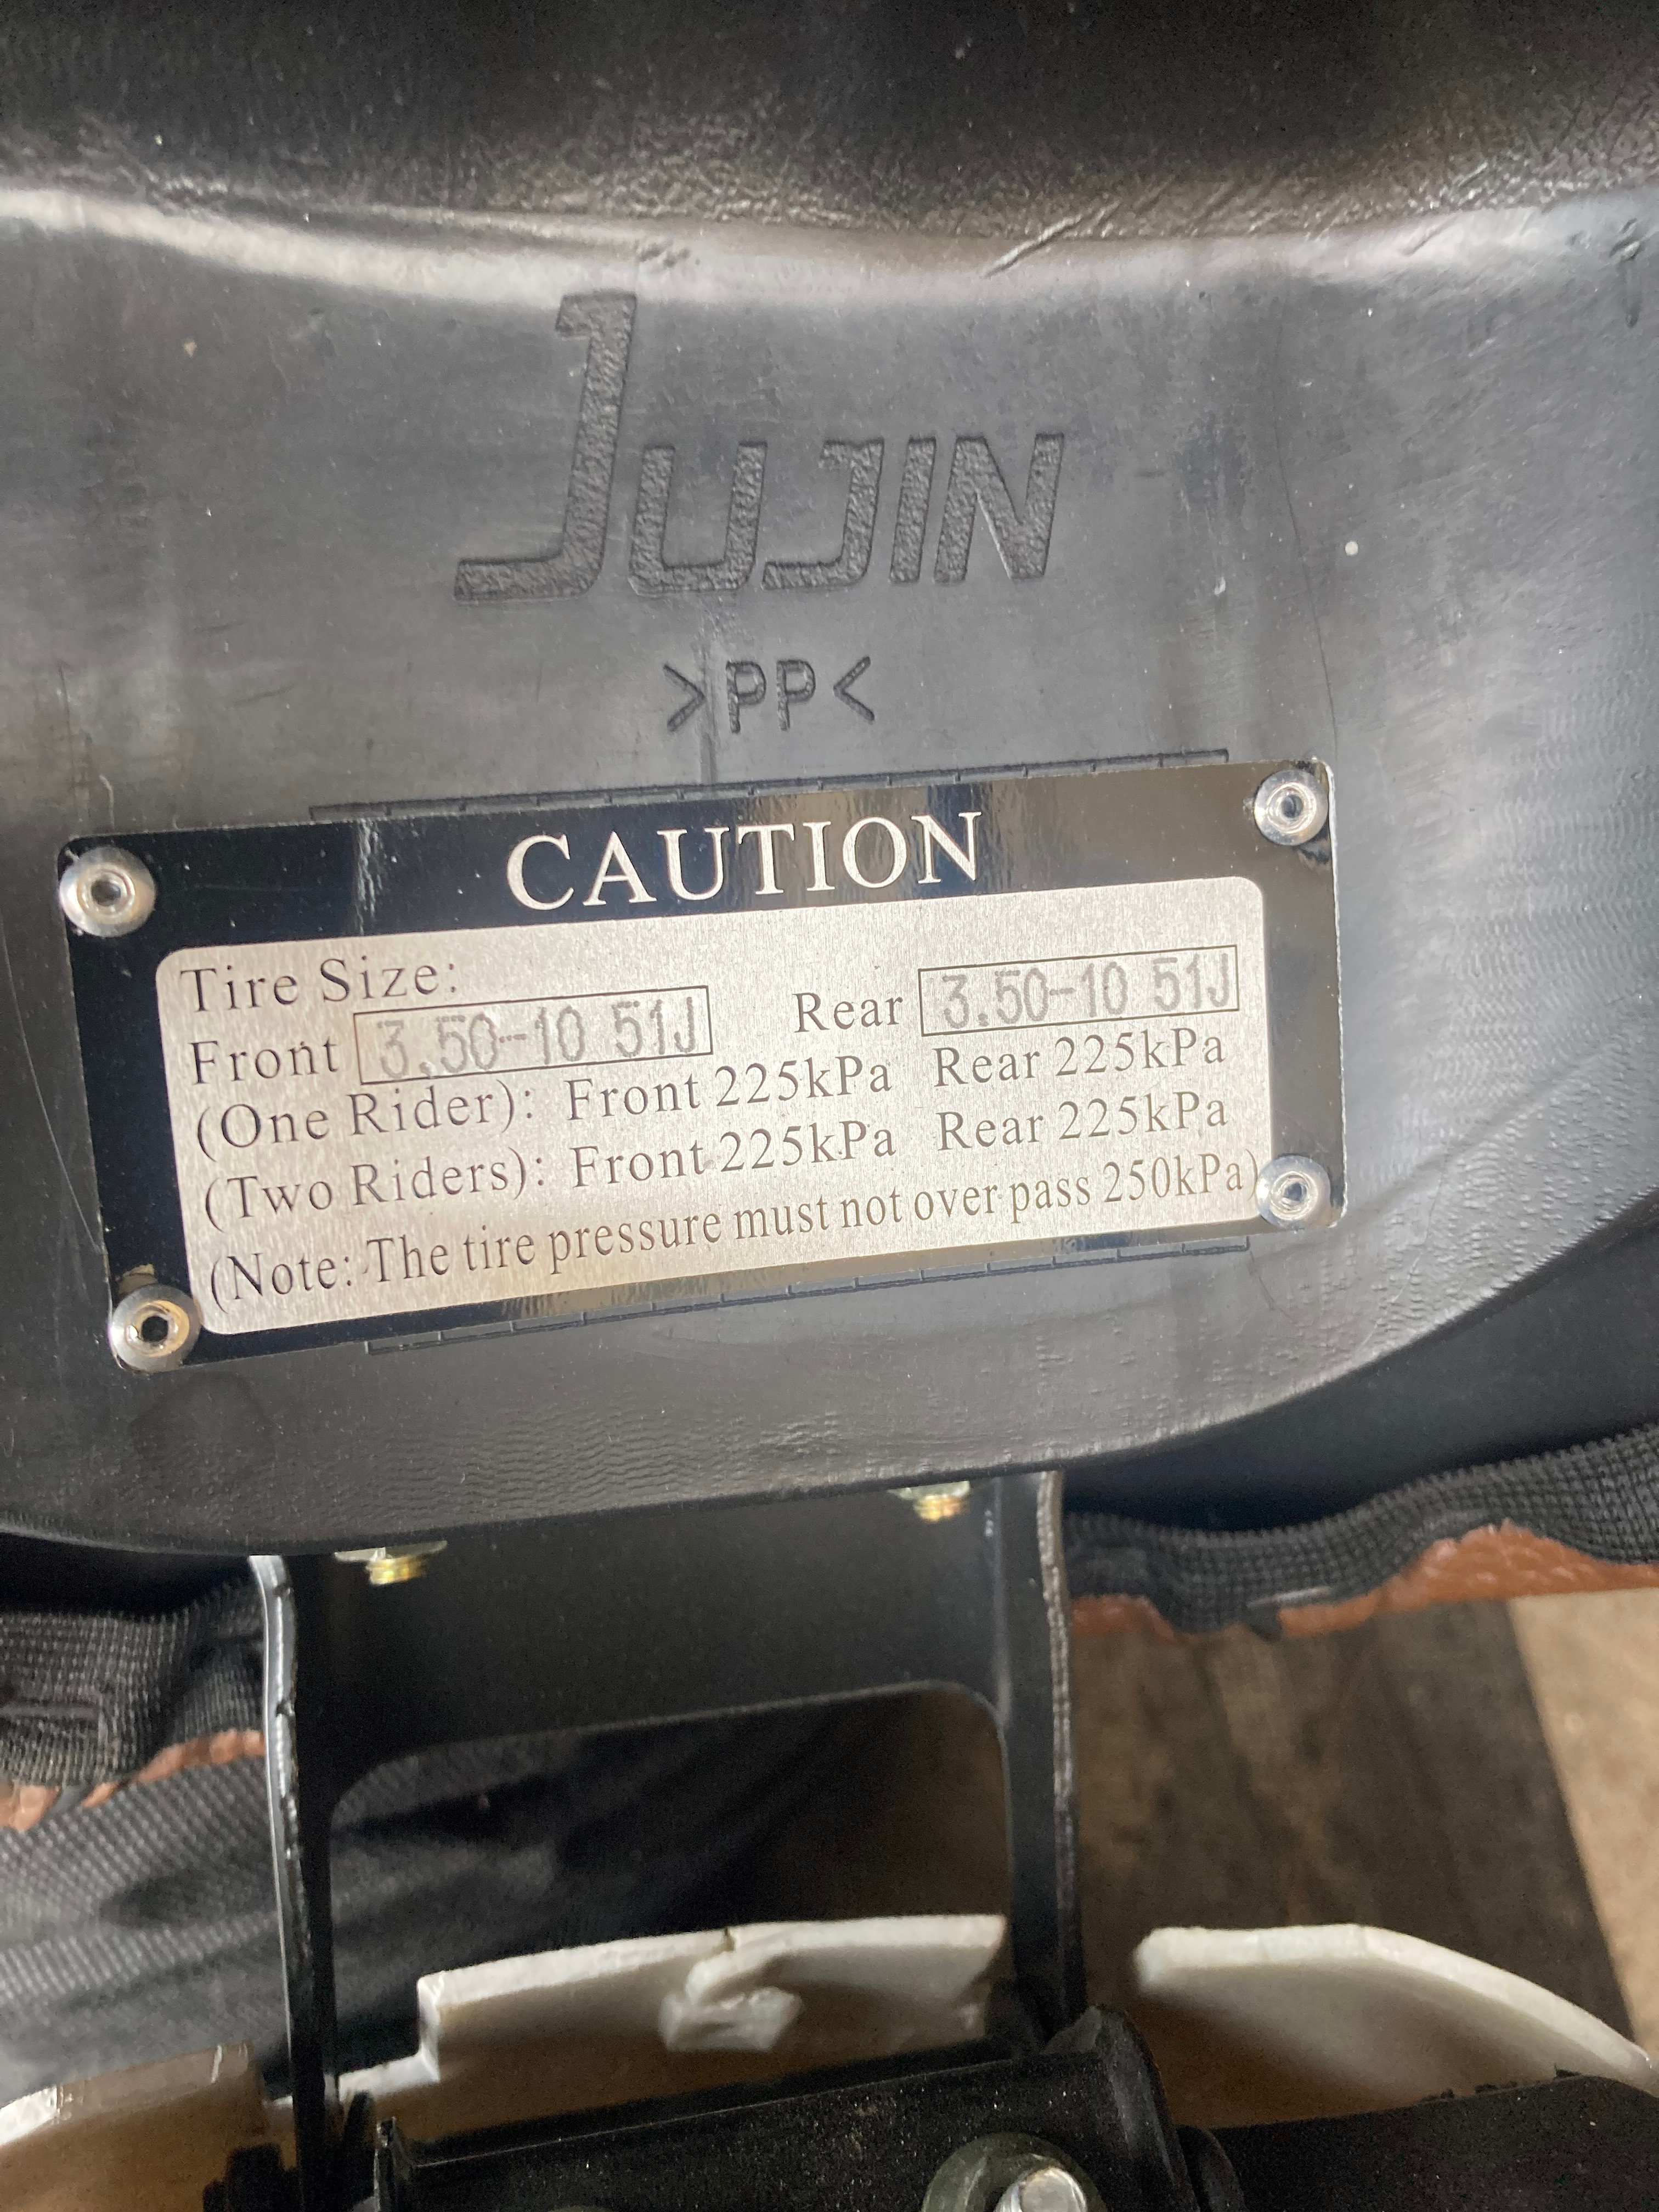 JUJIN
>PP<
CAUTION
Tire Size:
Front 3.50-10 51J Rear 3.50-10 51J
(One Rider): Front 225kPa Rear 225kPa
(Two Riders): Front 225kPa Rear 225kPa
(Note: The tire pressure must not over pass 250kPa)